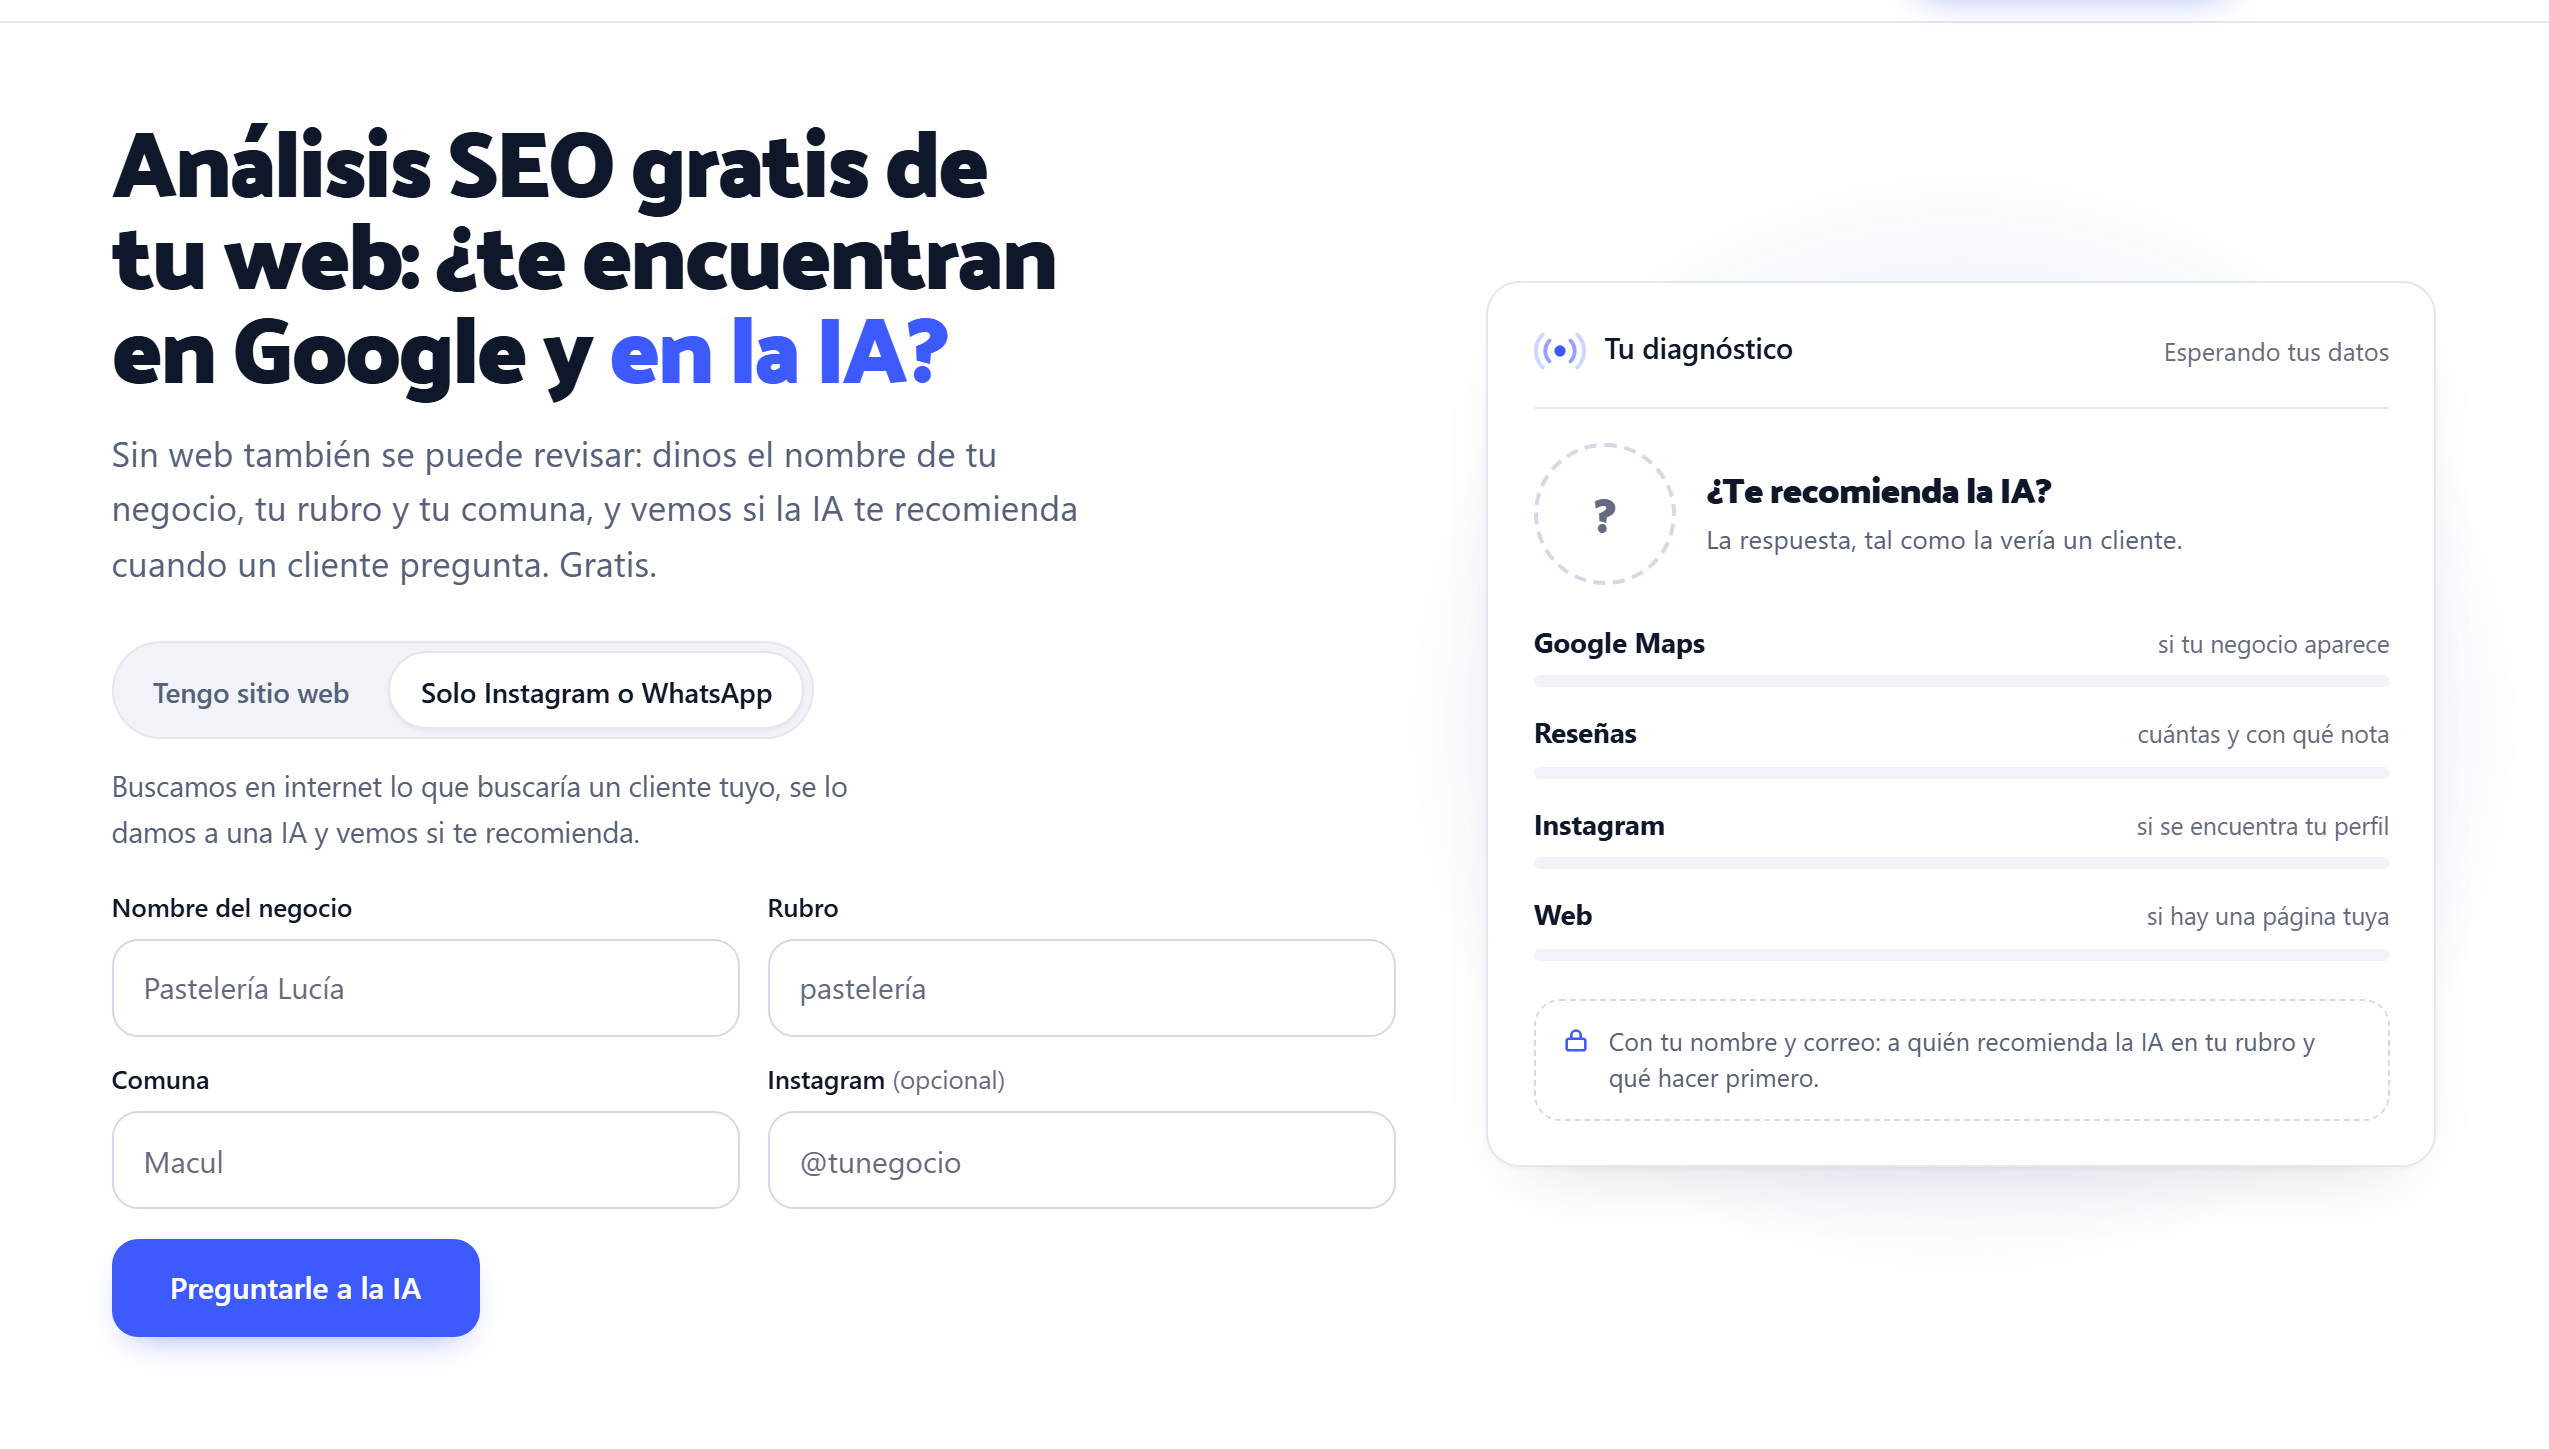 Análisis SEO gratis de
tu web: ¿te encuentran
en Google y en la IA?
Sin web también se puede revisar: dinos el nombre de tu
negocio, tu rubro y tu comuna, y vemos si la IA te recomienda
cuando un cliente pregunta. Gratis.
Tengo sitio web
Solo Instagram o WhatsApp
Buscamos en internet lo que buscaría un cliente tuyo, se lo
damos a una IA y vemos si te recomienda.
Nombre del negocio
Pastelería Lucía
Rubro
pastelería
Comuna
Macul
Instagram (opcional)
@tunegocio
Preguntarle a la IA
Tu diagnóstico
Esperando tus datos
?
¿Te recomienda la IA?
La respuesta, tal como la vería un cliente.
Google Maps
si tu negocio aparece
Reseñas
cuántas y con qué nota
Instagram
si se encuentra tu perfil
Web
si hay una página tuya
Con tu nombre y correo: a quién recomienda la IA en tu rubro y
qué hacer primero.